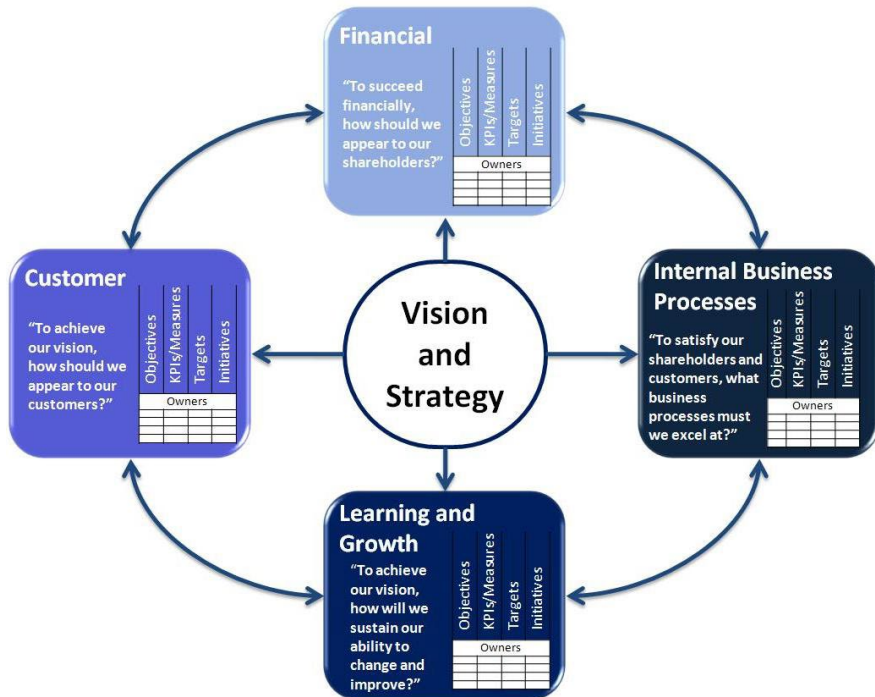 Financial
“To succeed
financially,
how should we
appear to our
shareholders?”
Objectives
KPIs/Measures
Targets
Initiatives
Owners
Customer
“To achieve
our vision,
how should we
appear to our
customers?”
Objectives
KPIs/Measures
Targets
Initiatives
Owners
Vision
and
Strategy
Internal Business
Processes
“To satisfy our
shareholders and
customers, what
business
processes must
we excel at?”
Objectives
KPIs/Measures
Targets
Initiatives
Owners
Learning and
Growth
“To achieve
our vision,
how will we
sustain our
ability to
change and
improve?”
Objectives
KPIs/Measures
Targets
Initiatives
Owners